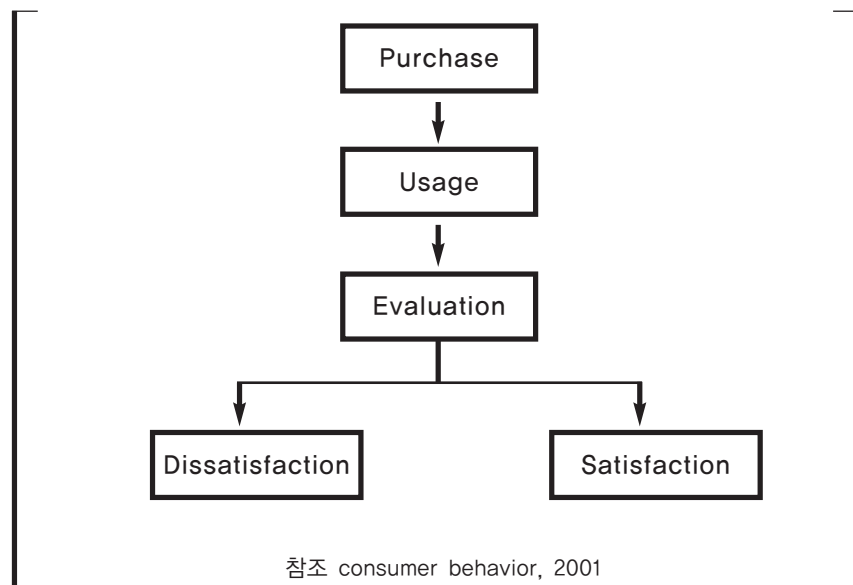 Purchase
Usage
Evaluation
Dissatisfaction
Satisfaction
참조 consumer behavior, 2001